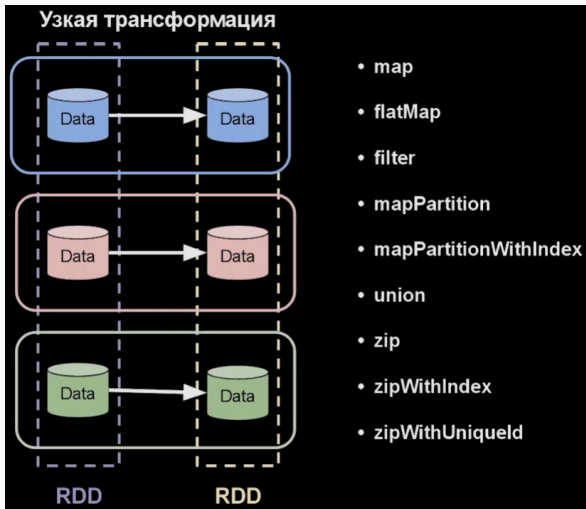 Узкая трансформация
Data
Data
Data
Data
Data
Data
RDD
RDD
• map
• flatMap
• filter
• mapPartition
• mapPartitionWithIndex
• union
• zip
• zipWithIndex
• zipWithUniqueId